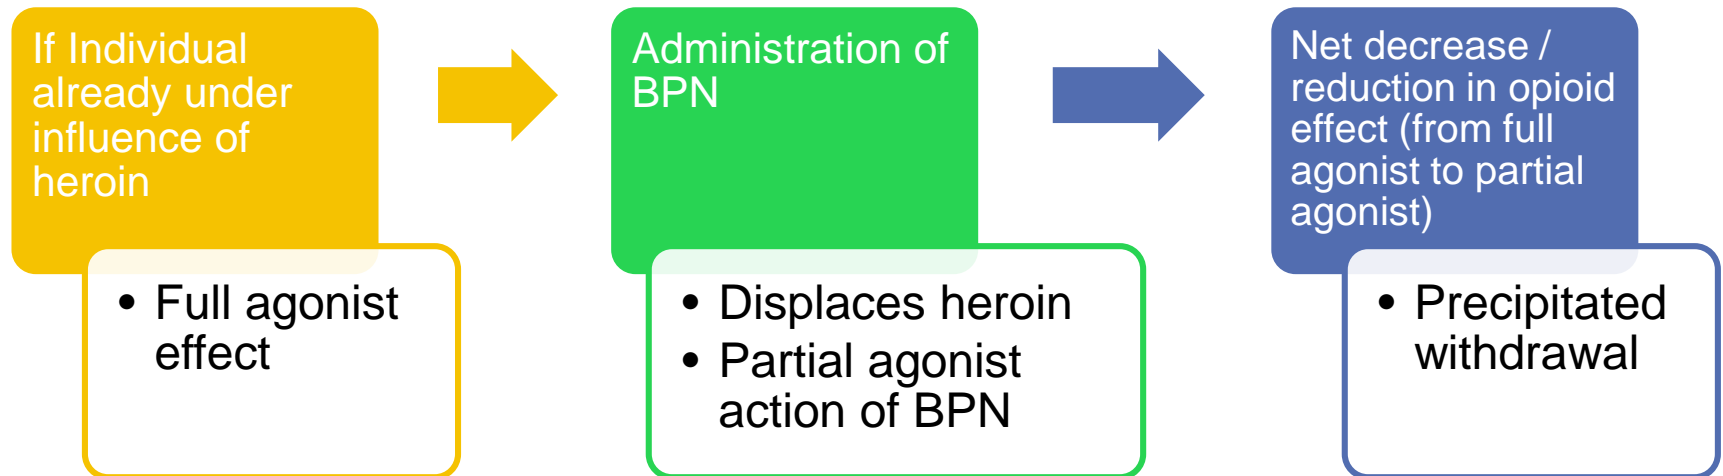 If Individual
already under
influence of
heroin
• Full agonist
effect
Administration of
BPN
• Displaces heroin
• Partial agonist
action of BPN
Net decrease /
reduction in opioid
effect (from full
agonist to partial
agonist)
• Precipitated
withdrawal